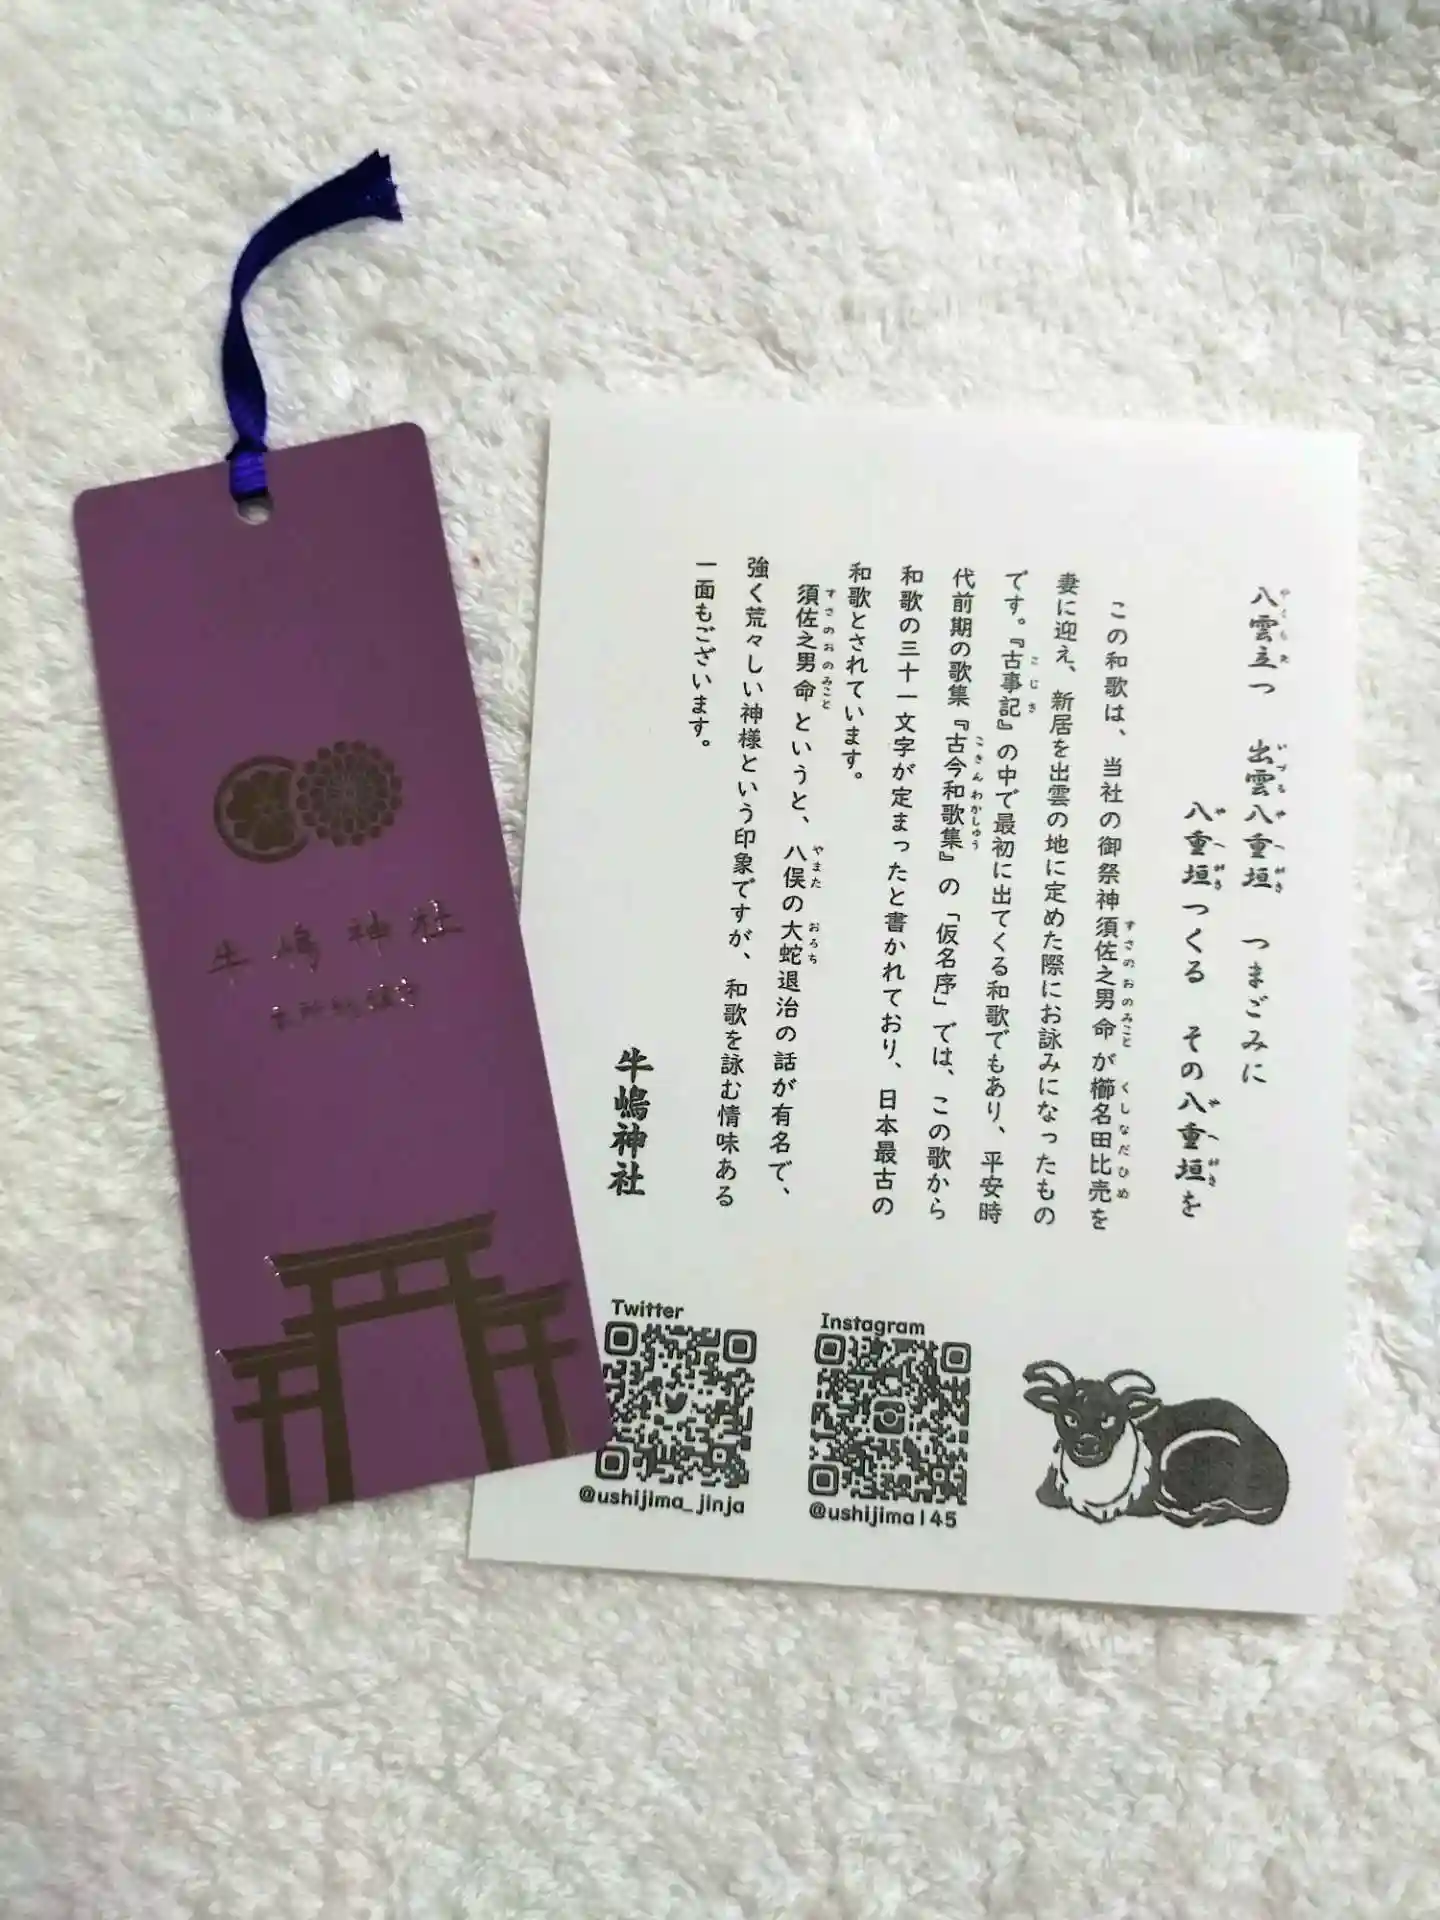 牛嶋神社
本所総鎮守
八雲立つ　出雲八重垣　つまごみに
八重垣つくる　その八重垣を
この和歌は、当社の御祭神須佐之男命が櫛名田比売を
妻に迎え、新居を出雲の地に定めた際にお詠みになったもの
です。『古事記』の中で最初に出てくる和歌でもあり、平安時
代前期の歌集『古今和歌集』の「仮名序」では、この歌から
和歌の三十一文字が定まったと書かれており、日本最古の
和歌とされています。
須佐之男命というと、八俣の大蛇退治の話が有名で、
強く荒々しい神様という印象ですが、和歌を詠む情味ある
一面もございます。
牛嶋神社
Twitter
@ushijima_jinja
Instagram
@ushijima145